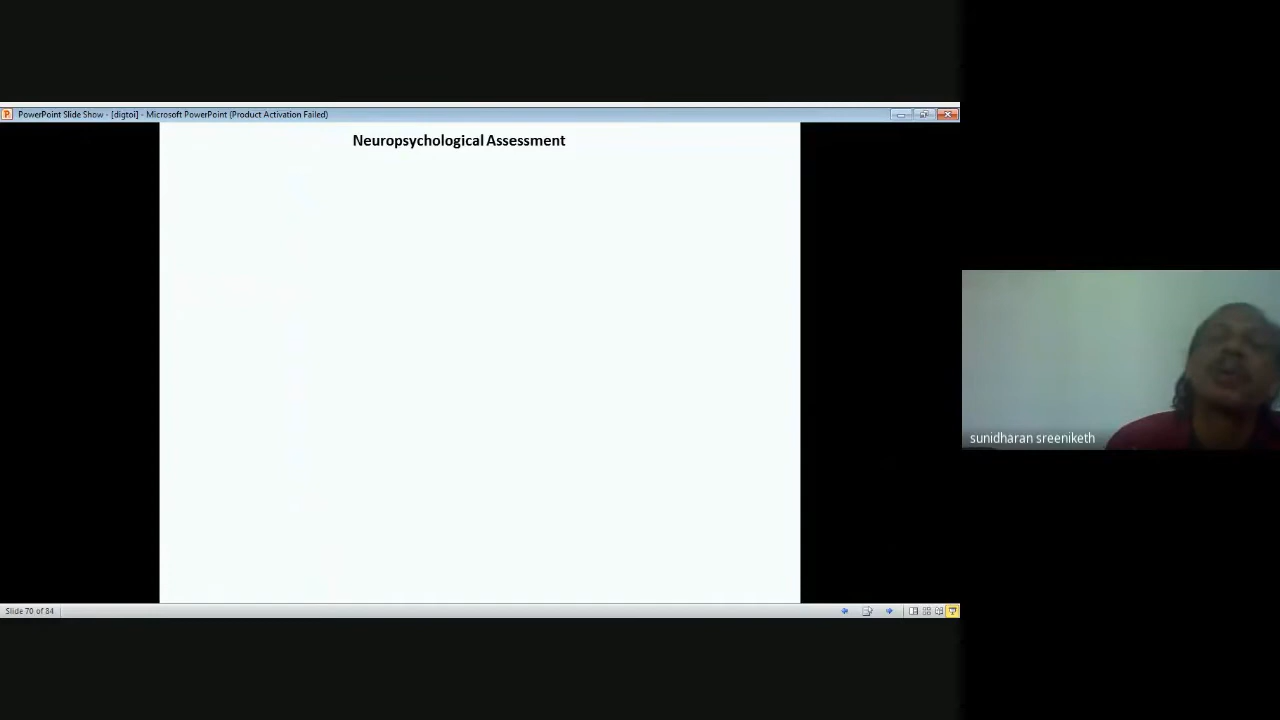 PowerPoint Slide Show - [digtoi] - Microsoft PowerPoint (Product Activation Failed)
Neuropsychological Assessment
sunidharan sreeniketh
Slide 70 of 84